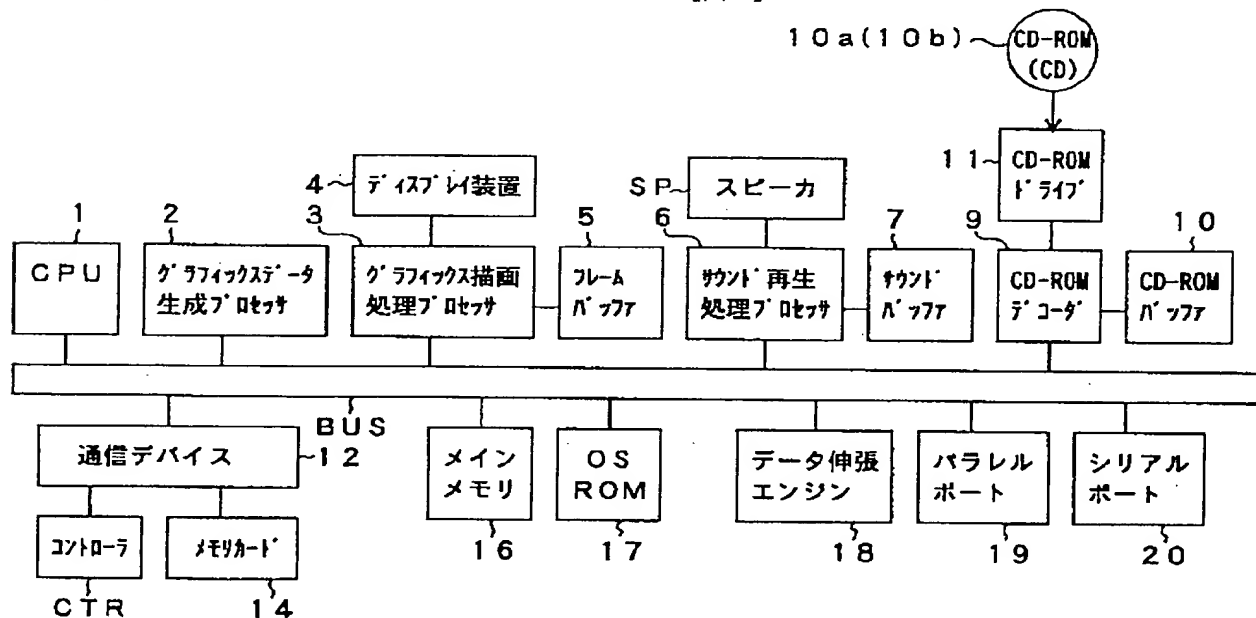 10a(10b)
CD-ROM
(CD)
11
CD-ROM
ドライブ
4
ディスプレイ装置
SP
スピーカ
1
CPU
2
グラフィックスデータ
生成プロセッサ
3
グラフィックス描画
処理プロセッサ
5
フレーム
バッファ
6
サウンド再生
処理プロセッサ
7
サウンド
バッファ
9
CD-ROM
デコーダ
10
CD-ROM
バッファ
BUS
通信デバイス
12
メイン
メモリ
16
OS
ROM
17
データ伸張
エンジン
18
パラレル
ポート
19
シリアル
ポート
20
コントローラ
CTR
メモリカード
14